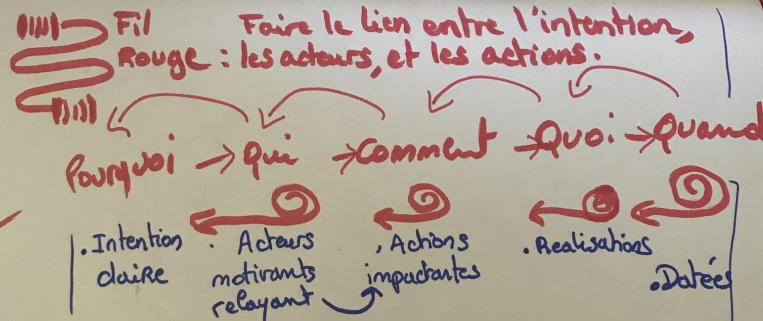 Fil Faire le lien entre l'intention,
Rouge : les acteurs, et les actions.
Pourquoi → Qui → Comment → Quoi → Quand
. Intention . Acteurs . Actions . Realisations
claire motivants impactantes . Datées
relayant